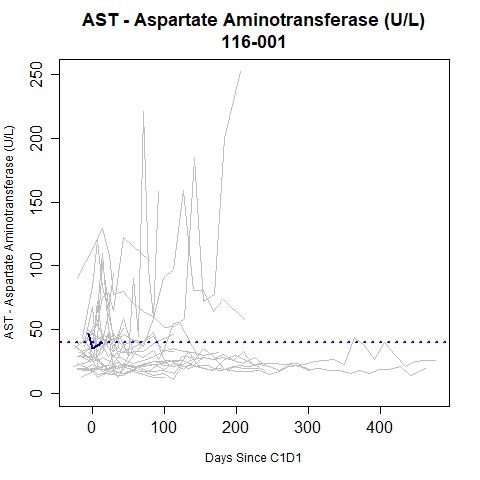 AST - Aspartate Aminotransferase (U/L)
116-001
AST - Aspartate Aminotransferase (U/L)
250
200
150
100
50
0
0 100 200 300 400
Days Since C1D1